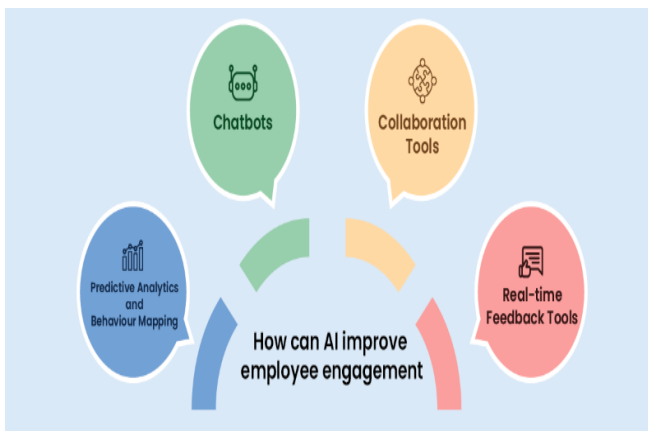 Chatbots
Collaboration
Tools
Predictive Analytics
and
Behaviour Mapping
Real-time
Feedback Tools
How can AI improve
employee engagement